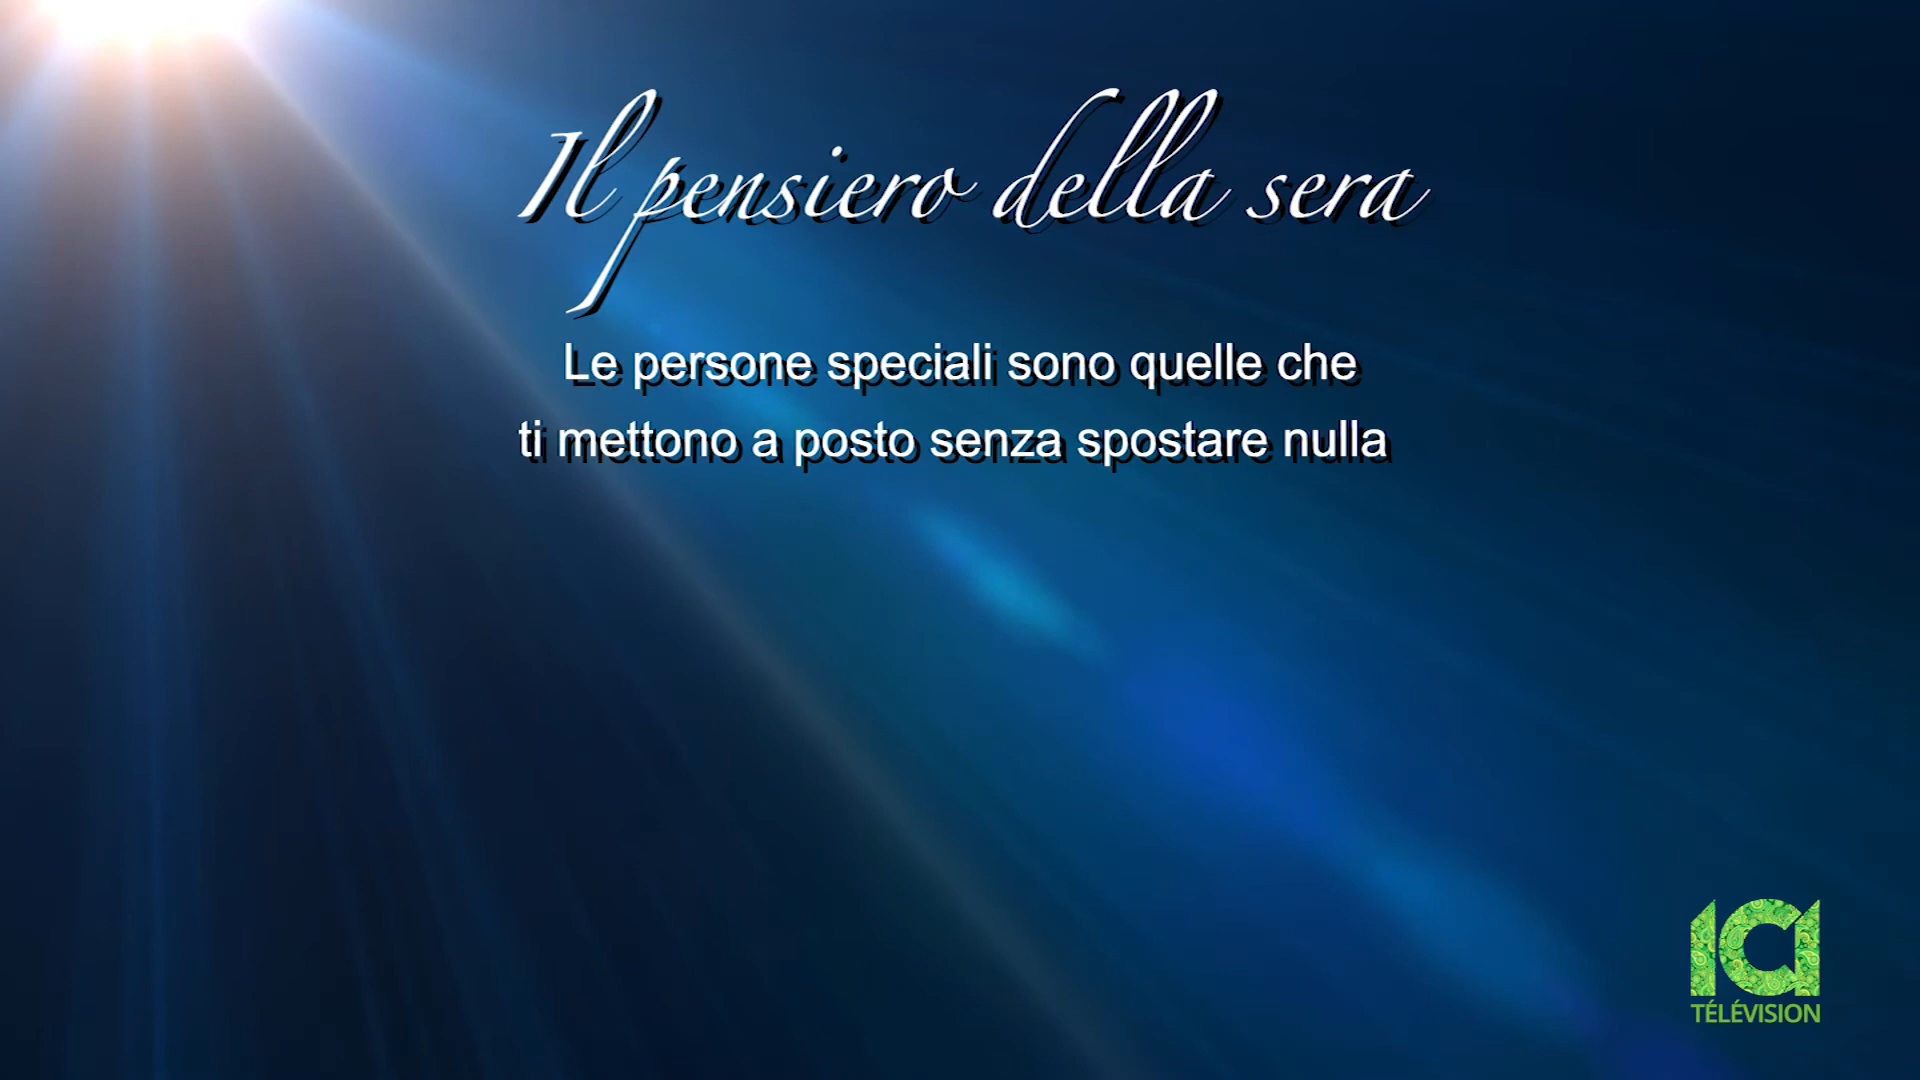 Il pensiero della sera
Le persone speciali sono quelle che
ti mettono a posto senza spostare nulla
ICI
TÉLÉVISION